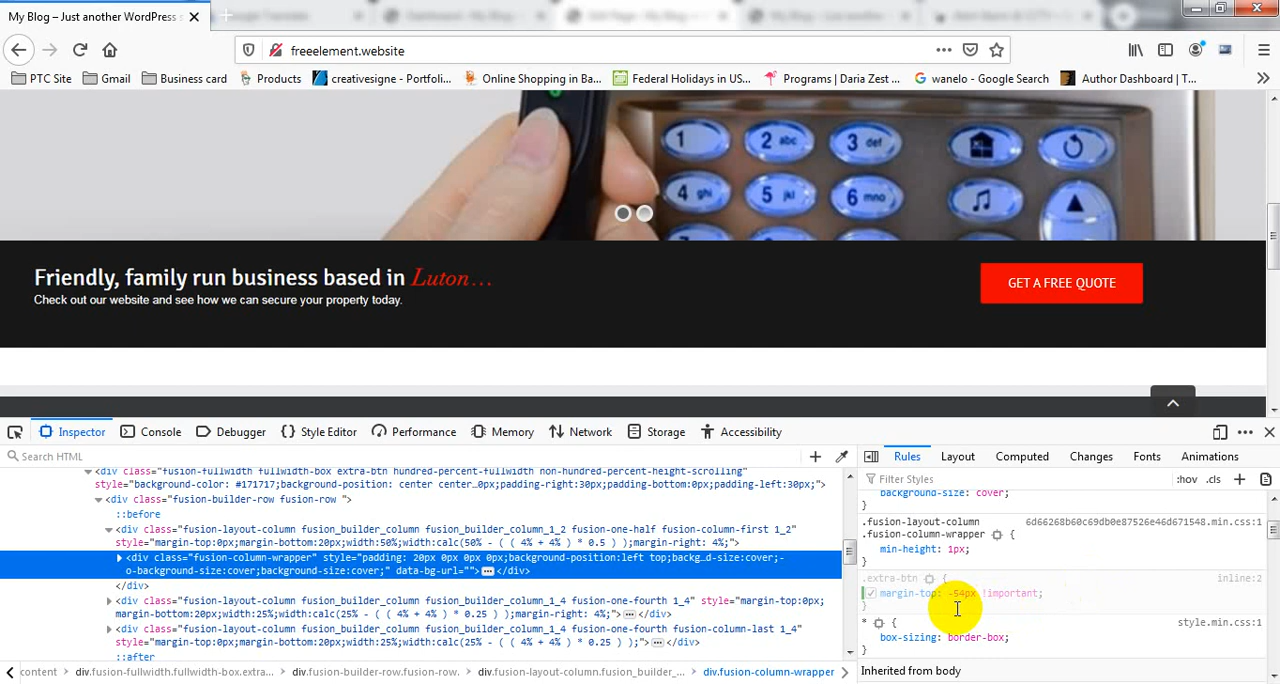 My Blog – Just another WordPress s
freeelement.website
PTC Site Gmail Business card Products creativesigne - Portfoli... Online Shopping in Ba... Federal Holidays in US... Programs | Daria Zest ... wanelo - Google Search Author Dashboard | T...
1 2 abc 3 def
4 ghi 5 jkl 6 mno
Friendly, family run business based in Luton...
Check out our website and see how we can secure your property today.
GET A FREE QUOTE
Inspector Console Debugger Style Editor Performance Memory Network Storage Accessibility
Search HTML
Rules Layout Computed Changes Fonts Animations
<div class="fusion-fullwidth fullwidth-box extra-btn hundred-percent-fullwidth non-hundred-percent-height-scrolling"
style="background-color: #171717;background-position: center center…0px;padding-right:30px;padding-bottom:0px;padding-left:30px;">
<div class="fusion-builder-row fusion-row ">
::before
<div class="fusion-layout-column fusion_builder_column fusion_builder_column_1_2 fusion-one-half fusion-column-first 1_2"
style="margin-top:0px;margin-bottom:20px;width:50%;width:calc(50% - ( ( 4% + 4% ) * 0.5 ) );margin-right: 4%;">
<div class="fusion-column-wrapper" style="padding: 20px 0px 0px 0px;background-position:left top;backg…d-size:cover;-
o-background-size:cover;background-size:cover;" data-bg-url=""> </div>
</div>
<div class="fusion-layout-column fusion_builder_column fusion_builder_column_1_4 fusion-one-fourth 1_4" style="margin-top:0px;
margin-bottom:20px;width:25%;width:calc(25% - ( ( 4% + 4% ) * 0.25 ) );margin-right: 4%;"> </div>
<div class="fusion-layout-column fusion_builder_column fusion_builder_column_1_4 fusion-one-fourth fusion-column-last 1_4"
style="margin-top:0px;margin-bottom:20px;width:25%;width:calc(25% - ( ( 4% + 4% ) * 0.25 ) );"> </div>
::after
content div.fusion-fullwidth.fullwidth-box.extra... div.fusion-builder-row.fusion-row. div.fusion-layout-column.fusion_builder_... div.fusion-column-wrapper
Filter Styles :hov .cls
background-size: cover;
}
.fusion-layout-column 6d66268b60c69db0e87526e46d671548.min.css:1
.fusion-column-wrapper {
min-height: 1px;
}
.extra-btn { inline:2
margin-top: -54px !important;
}
* { style.min.css:1
box-sizing: border-box;
}
Inherited from body